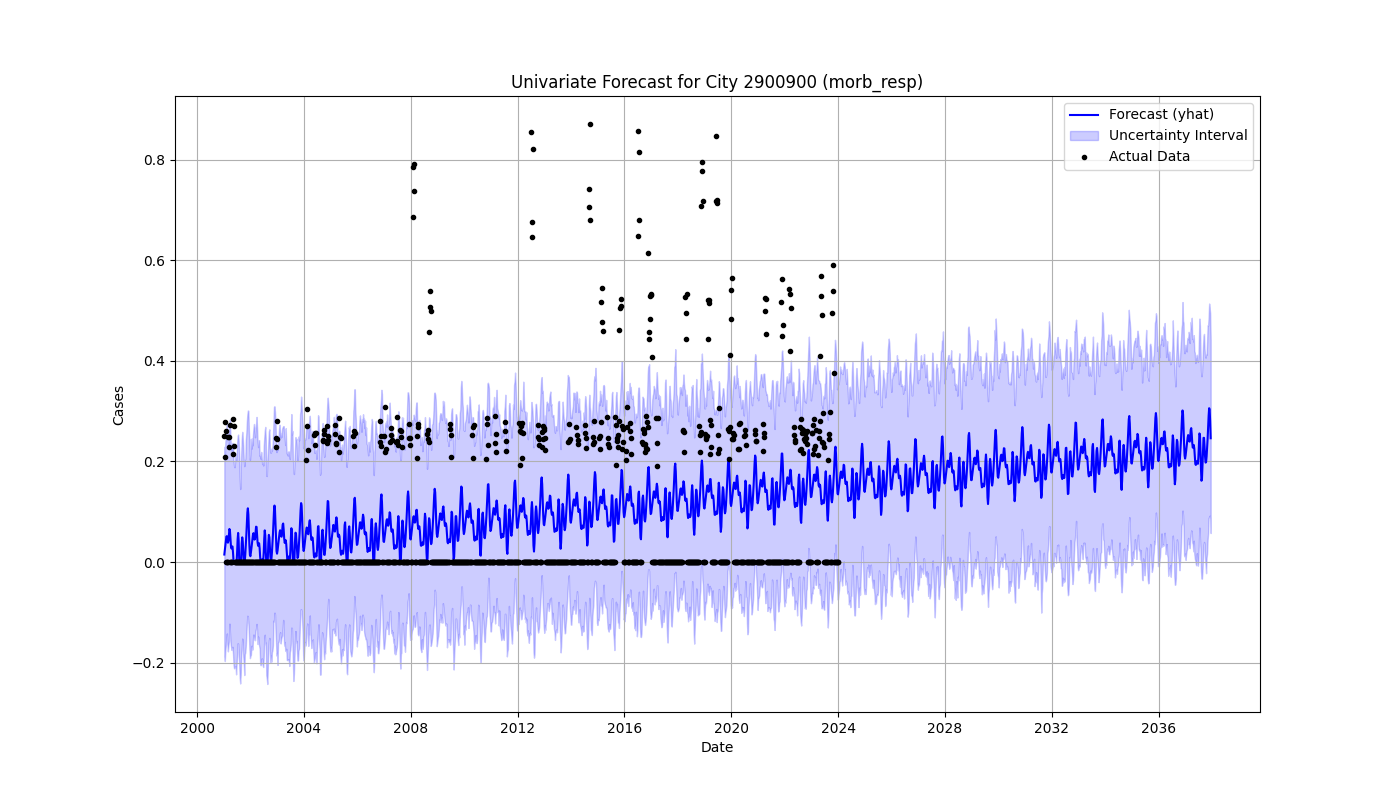 Univariate Forecast for City 2900900 (morb_resp)
Forecast (yhat)
Uncertainty Interval
Actual Data
Cases
0.8
0.6
0.4
0.2
0.0
−0.2
2000 2004 2008 2012 2016 2020 2024 2028 2032 2036
Date